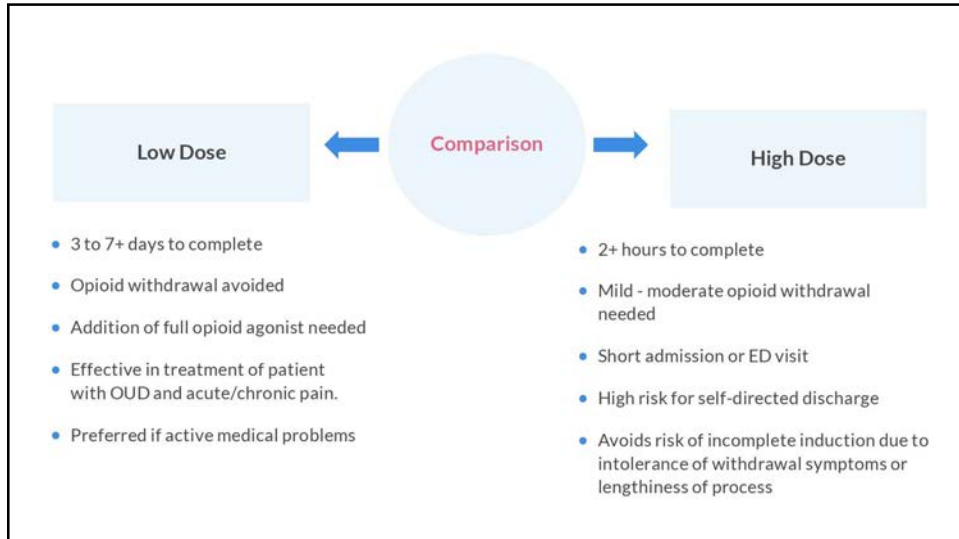 Comparison
Low Dose
3 to 7+ days to complete
Opioid withdrawal avoided
Addition of full opioid agonist needed
Effective in treatment of patient
with OUD and acute/chronic pain.
Preferred if active medical problems
High Dose
2+ hours to complete
Mild - moderate opioid withdrawal
needed
Short admission or ED visit
High risk for self-directed discharge
Avoids risk of incomplete induction due to
intolerance of withdrawal symptoms or
lengthiness of process